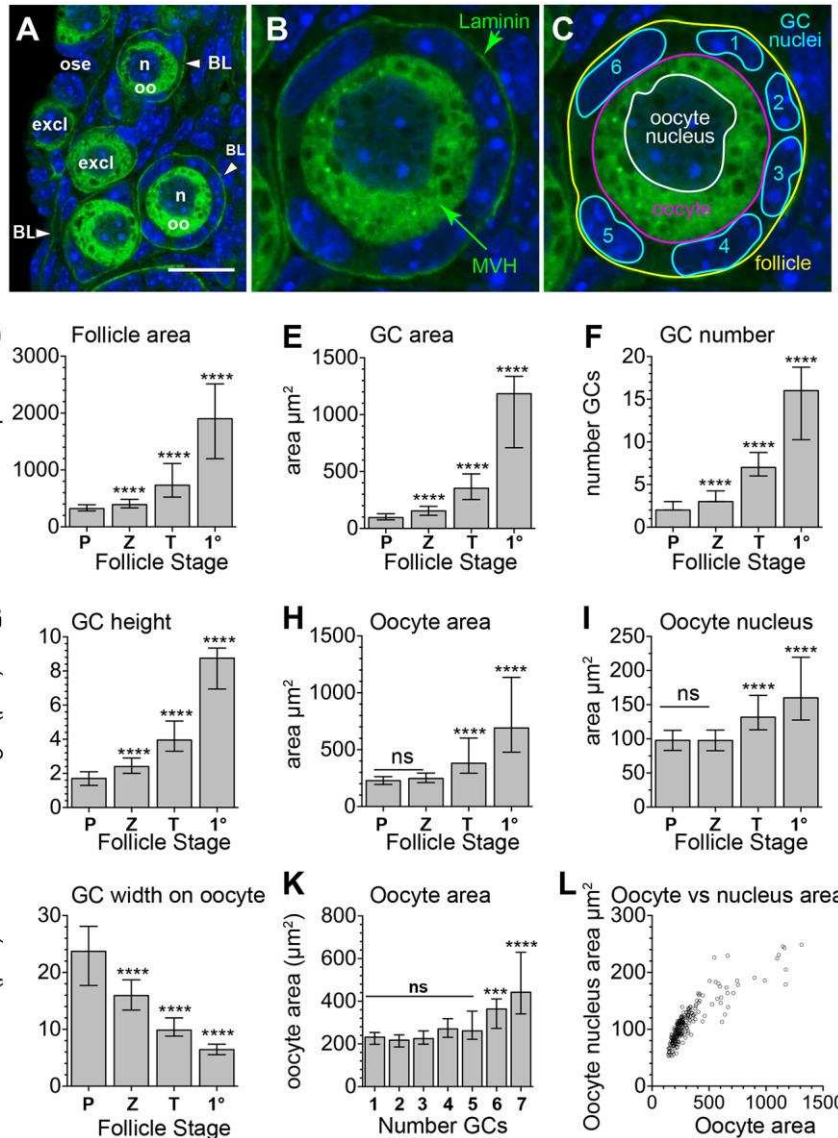 A
B
C
ose
n
oo
BL
excl
excl
BL
n
oo
BL
Laminin
MVH
GC
nuclei
1
2
3
4
5
6
oocyte
nucleus
oocyte
follicle
Follicle area
3000
2000
1000
0
****
****
****
P Z T 1°
Follicle Stage
E
GC area
area µm²
1500
1000
500
0
****
****
****
P Z T 1°
Follicle Stage
F
GC number
number GCs
20
15
10
5
0
****
****
****
P Z T 1°
Follicle Stage
GC height
10
8
6
4
2
0
****
****
****
P Z T 1°
Follicle Stage
H
Oocyte area
area µm²
1500
1000
500
0
ns
****
****
P Z T 1°
Follicle Stage
I
Oocyte nucleus
area µm²
250
200
150
100
50
0
ns
****
****
P Z T 1°
Follicle Stage
GC width on oocyte
30
20
10
0
****
****
****
P Z T 1°
Follicle Stage
K
Oocyte area
oocyte area (µm²)
800
600
400
200
0
ns
***
****
1 2 3 4 5 6 7
Number GCs
L
Oocyte vs nucleus area
Oocyte nucleus area µm²
300
200
100
0
0 500 1000 1500
Oocyte area